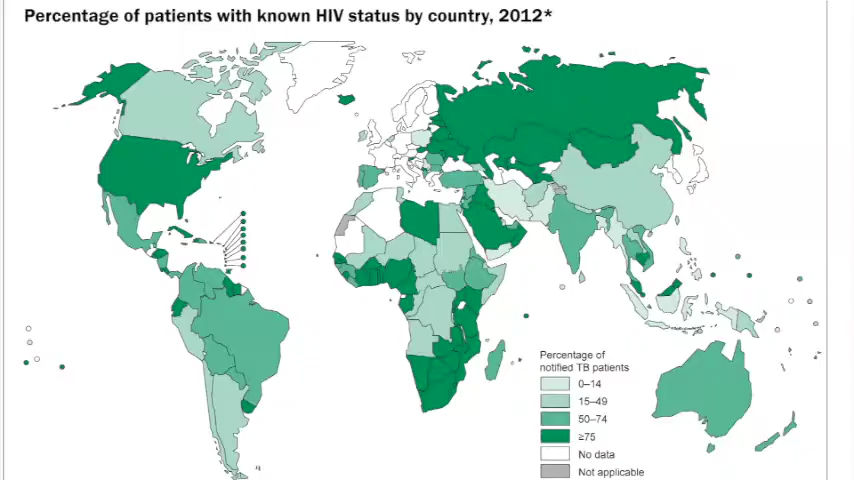 Percentage of patients with known HIV status by country, 2012*
Percentage of
notified TB patients
0–14
15–49
50–74
≥75
No data
Not applicable